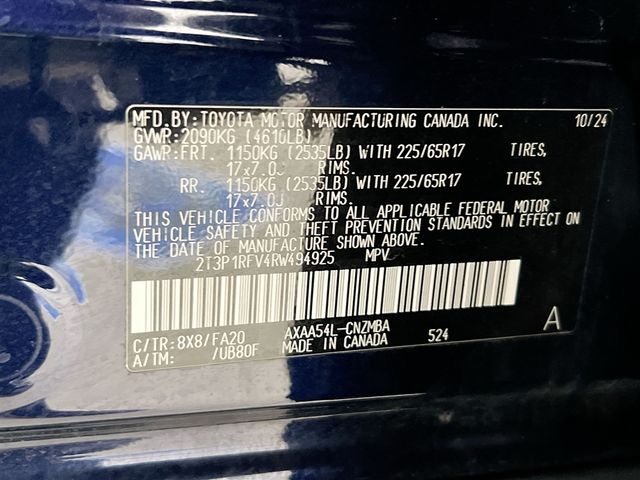 MFD.BY:TOYOTA MOTOR MANUFACTURING CANADA INC. 10/24
GVWR:2090KG (4610LB)
GAWR:FRT. 1150KG (2535LB) WITH 225/65R17 TIRES,
17x7.0J RIMS.
RR. 1150KG (2535LB) WITH 225/65R17 TIRES,
17x7.0J RIMS.
THIS VEHICLE CONFORMS TO ALL APPLICABLE FEDERAL MOTOR
VEHICLE SAFETY AND THEFT PREVENTION STANDARDS IN EFFECT ON
THE DATE OF MANUFACTURE SHOWN ABOVE.
2T3P1RFV4RW494925 MPV
C/TR:8X8/FA20 AXAA54L-CNZMBA 524 A
A/TM: /UB80F MADE IN CANADA